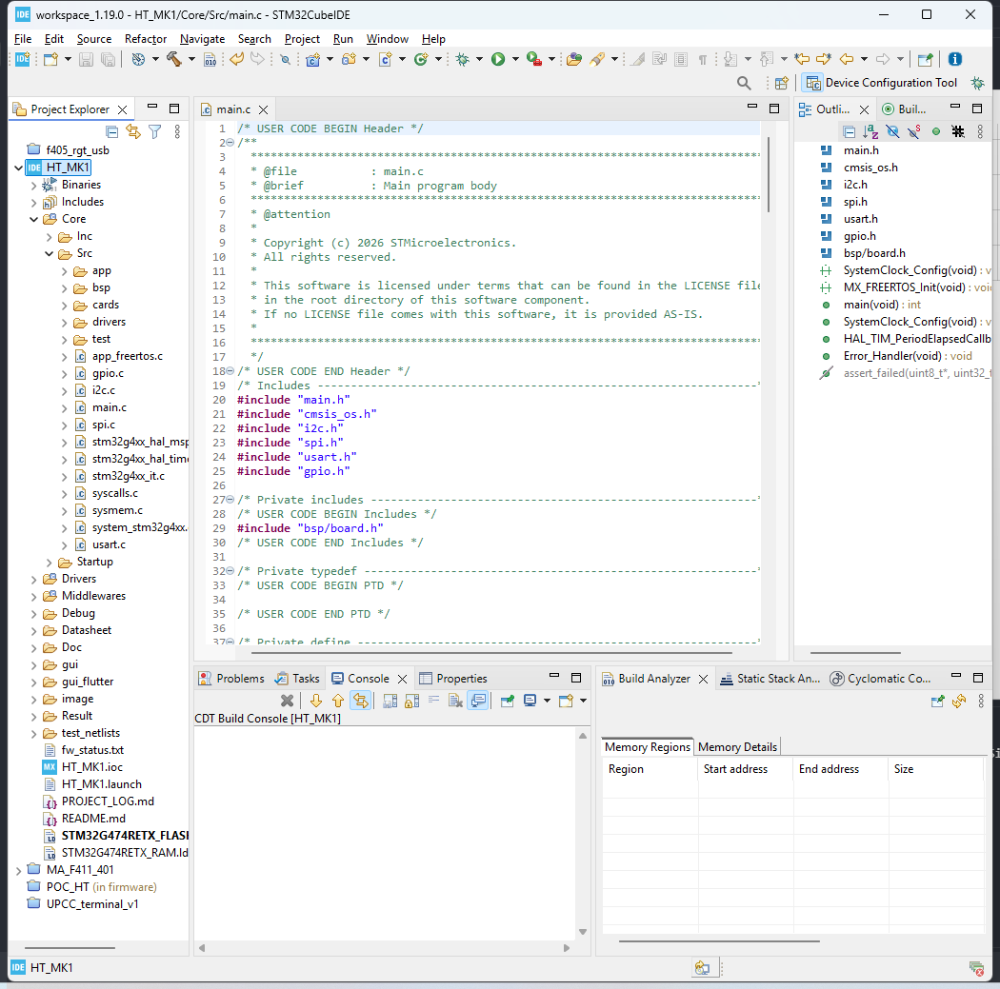 IDE workspace_1.19.0 - HT_MK1/Core/Src/main.c - STM32CubeIDE
File Edit Source Refactor Navigate Search Project Run Window Help
Device Configuration Tool
Project Explorer
f405_rgt_usb
IDE HT_MK1
Binaries
Includes
Core
Inc
Src
app
bsp
cards
drivers
test
app_freertos.c
gpio.c
i2c.c
main.c
spi.c
stm32g4xx_hal_msp
stm32g4xx_hal_time
stm32g4xx_it.c
syscalls.c
sysmem.c
system_stm32g4xx.
usart.c
Startup
Drivers
Middlewares
Debug
Datasheet
Doc
gui
gui_flutter
image
Result
test_netlists
fw_status.txt
MX HT_MK1.ioc
HT_MK1.launch
PROJECT_LOG.md
README.md
STM32G474RETX_FLASH
STM32G474RETX_RAM.ld
MA_F411_401
POC_HT (in firmware)
UPCC_terminal_v1
main.c
1 /* USER CODE BEGIN Header */
2 /**
3 ******************************************************************************
4 * @file : main.c
5 * @brief : Main program body
6 ******************************************************************************
7 * @attention
8 *
9 * Copyright (c) 2026 STMicroelectronics.
10 * All rights reserved.
11 *
12 * This software is licensed under terms that can be found in the LICENSE file
13 * in the root directory of this software component.
14 * If no LICENSE file comes with this software, it is provided AS-IS.
15 *
16 ******************************************************************************
17 */
18 /* USER CODE END Header */
19 /* Includes ------------------------------------------------------------------*
20 #include "main.h"
21 #include "cmsis_os.h"
22 #include "i2c.h"
23 #include "spi.h"
24 #include "usart.h"
25 #include "gpio.h"
26
27 /* Private includes ----------------------------------------------------------*
28 /* USER CODE BEGIN Includes */
29 #include "bsp/board.h"
30 /* USER CODE END Includes */
31
32 /* Private typedef -----------------------------------------------------------*
33 /* USER CODE BEGIN PTD */
34
35 /* USER CODE END PTD */
36
37 /* Private define ------------------------------------------------------------*
Outli... Buil...
main.h
cmsis_os.h
i2c.h
spi.h
usart.h
gpio.h
bsp/board.h
SystemClock_Config(void) : v
MX_FREERTOS_Init(void) : voi
main(void) : int
SystemClock_Config(void) : v
HAL_TIM_PeriodElapsedCallb
Error_Handler(void) : void
assert_failed(uint8_t*, uint32_t
Problems Tasks Console Properties
CDT Build Console [HT_MK1]
Build Analyzer Static Stack An... Cyclomatic Co...
Memory Regions Memory Details
Region Start address End address Size
IDE HT_MK1